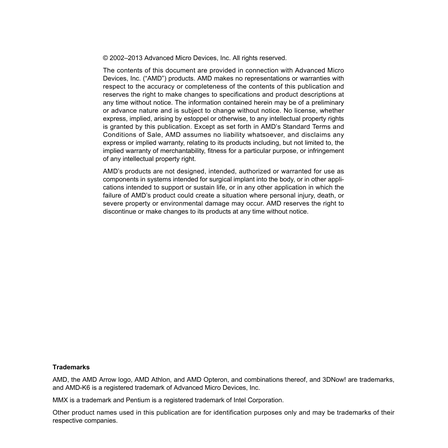 © 2002–2013 Advanced Micro Devices, Inc. All rights reserved.
The contents of this document are provided in connection with Advanced Micro
Devices, Inc. (“AMD”) products. AMD makes no representations or warranties with
respect to the accuracy or completeness of the contents of this publication and
reserves the right to make changes to specifications and product descriptions at
any time without notice. The information contained herein may be of a preliminary
or advance nature and is subject to change without notice. No license, whether
express, implied, arising by estoppel or otherwise, to any intellectual property rights
is granted by this publication. Except as set forth in AMD’s Standard Terms and
Conditions of Sale, AMD assumes no liability whatsoever, and disclaims any
express or implied warranty, relating to its products including, but not limited to, the
implied warranty of merchantability, fitness for a particular purpose, or infringement
of any intellectual property right.
AMD’s products are not designed, intended, authorized or warranted for use as
components in systems intended for surgical implant into the body, or in other appli-
cations intended to support or sustain life, or in any other application in which the
failure of AMD’s product could create a situation where personal injury, death, or
severe property or environmental damage may occur. AMD reserves the right to
discontinue or make changes to its products at any time without notice.
Trademarks
AMD, the AMD Arrow logo, AMD Athlon, and AMD Opteron, and combinations thereof, and 3DNow! are trademarks,
and AMD-K6 is a registered trademark of Advanced Micro Devices, Inc.
MMX is a trademark and Pentium is a registered trademark of Intel Corporation.
Other product names used in this publication are for identification purposes only and may be trademarks of their
respective companies.